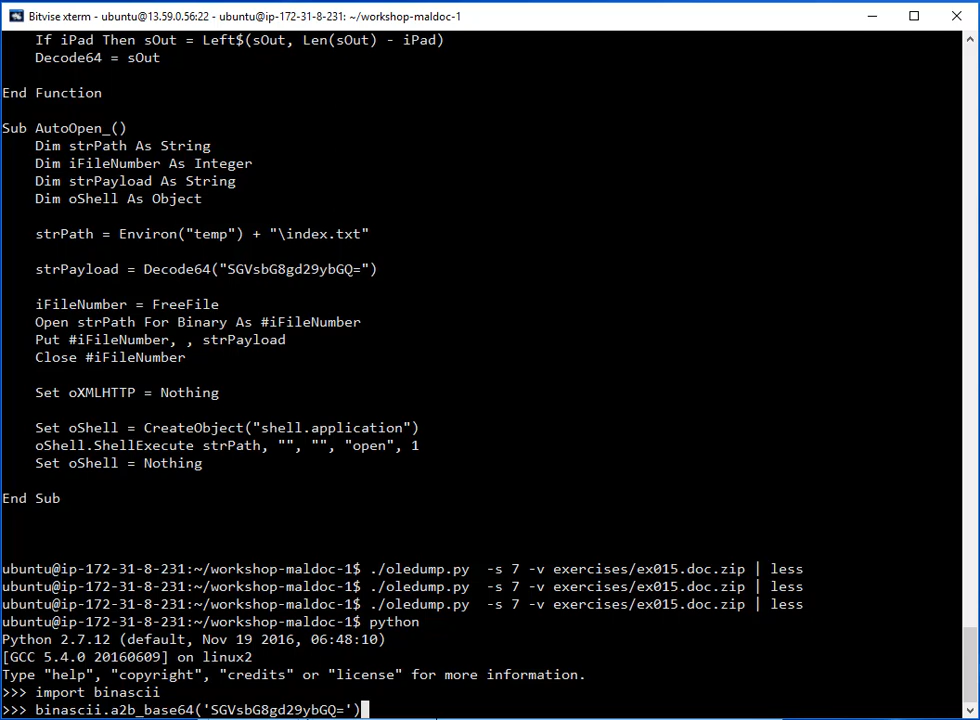 Bitvise xterm - ubuntu@13.59.0.56:22 - ubuntu@ip-172-31-8-231: ~/workshop-maldoc-1
    If iPad Then sOut = Left$(sOut, Len(sOut) - iPad)
    Decode64 = sOut
End Function
Sub AutoOpen_()
    Dim strPath As String
    Dim iFileNumber As Integer
    Dim strPayload As String
    Dim oShell As Object
    strPath = Environ("temp") + "\index.txt"
    strPayload = Decode64("SGVsbG8gd29ybGQ=")
    iFileNumber = FreeFile
    Open strPath For Binary As #iFileNumber
    Put #iFileNumber, , strPayload
    Close #iFileNumber
    Set oXMLHTTP = Nothing
    Set oShell = CreateObject("shell.application")
    oShell.ShellExecute strPath, "", "", "open", 1
    Set oShell = Nothing
End Sub
ubuntu@ip-172-31-8-231:~/workshop-maldoc-1$ ./oledump.py  -s 7 -v exercises/ex015.doc.zip | less
ubuntu@ip-172-31-8-231:~/workshop-maldoc-1$ ./oledump.py  -s 7 -v exercises/ex015.doc.zip | less
ubuntu@ip-172-31-8-231:~/workshop-maldoc-1$ ./oledump.py  -s 7 -v exercises/ex015.doc.zip | less
ubuntu@ip-172-31-8-231:~/workshop-maldoc-1$ python
Python 2.7.12 (default, Nov 19 2016, 06:48:10)
[GCC 5.4.0 20160609] on linux2
Type "help", "copyright", "credits" or "license" for more information.
>>> import binascii
>>> binascii.a2b_base64('SGVsbG8gd29ybGQ=')